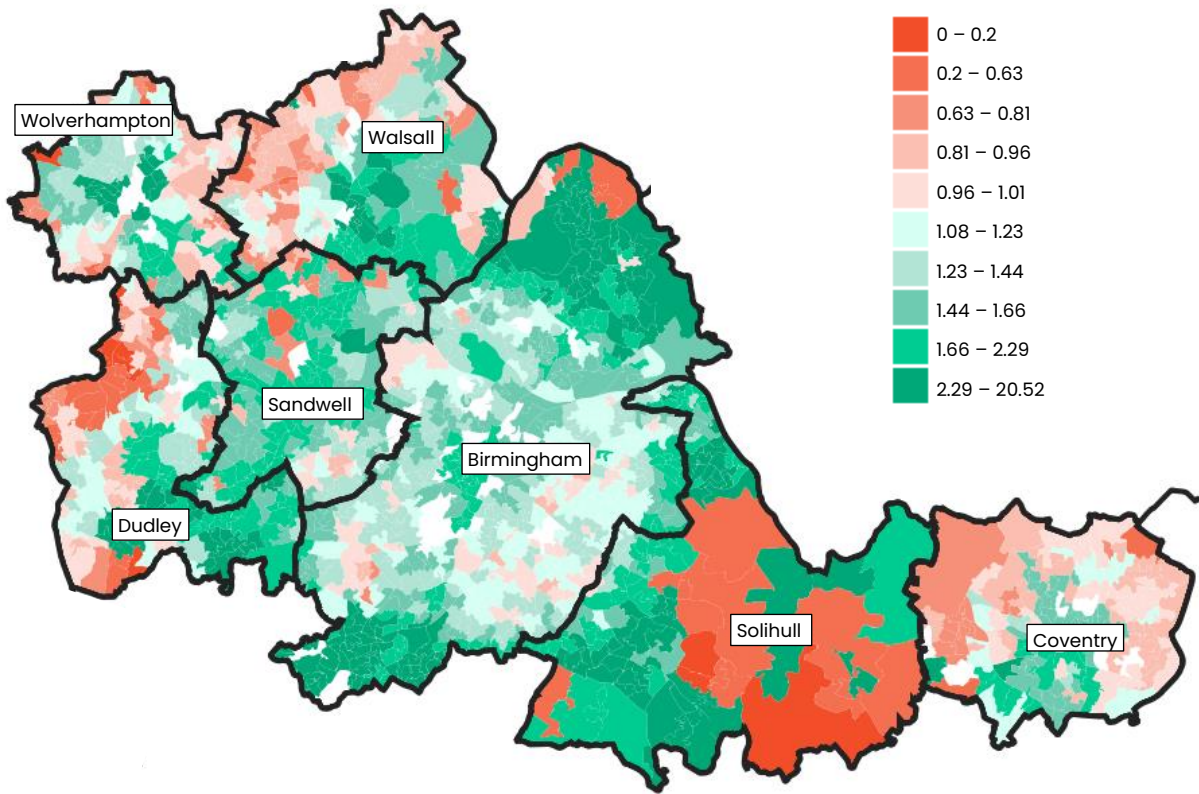 0 – 0.2
0.2 – 0.63
0.63 – 0.81
0.81 – 0.96
0.96 – 1.01
1.08 – 1.23
1.23 – 1.44
1.44 – 1.66
1.66 – 2.29
2.29 – 20.52
Wolverhampton
Walsall
Sandwell
Birmingham
Dudley
Solihull
Coventry